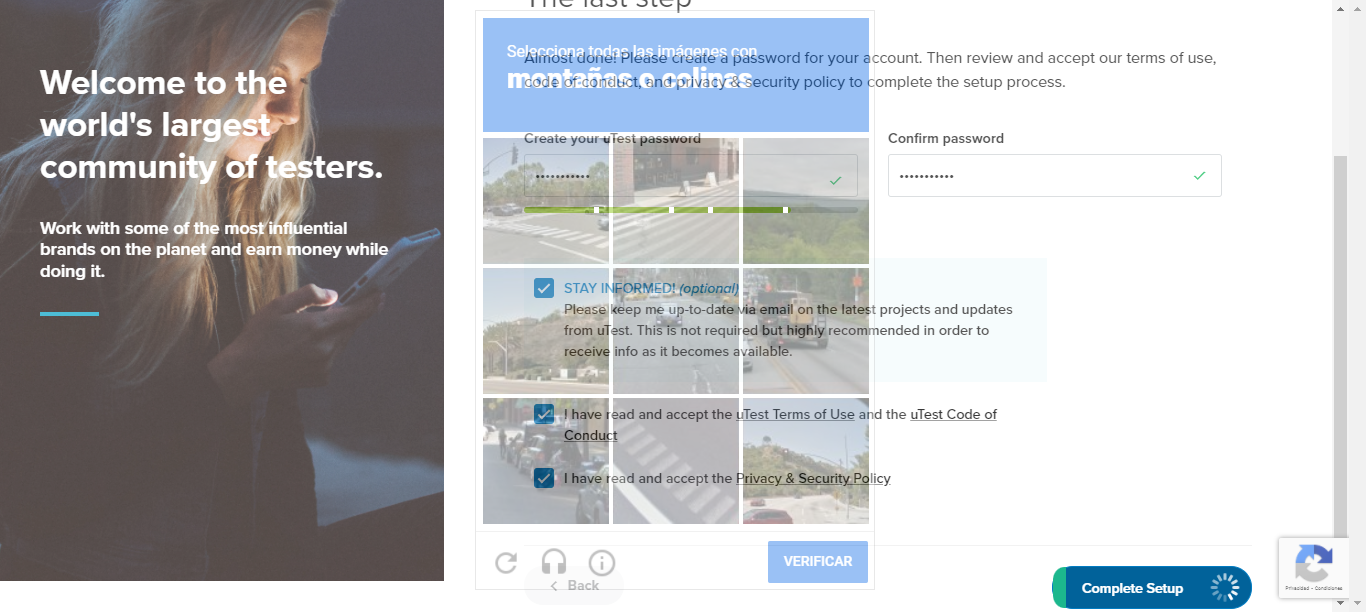 The last step
Welcome to the
world's largest
community of testers.
Work with some of the most influential
brands on the planet and earn money while
doing it.
Selecciona todas las imágenes con
montañas o colinas
Almost done! Please create a password for your account. Then review and accept our terms of use,
code of conduct, and privacy & security policy to complete the setup process.
Create your uTest password
Confirm password
STAY INFORMED! (optional)
Please keep me up-to-date via email on the latest projects and updates
from uTest. This is not required but highly recommended in order to
receive info as it becomes available.
I have read and accept the uTest Terms of Use and the uTest Code of
Conduct
I have read and accept the Privacy & Security Policy
VERIFICAR
Back
Complete Setup
Privacidad - Condiciones